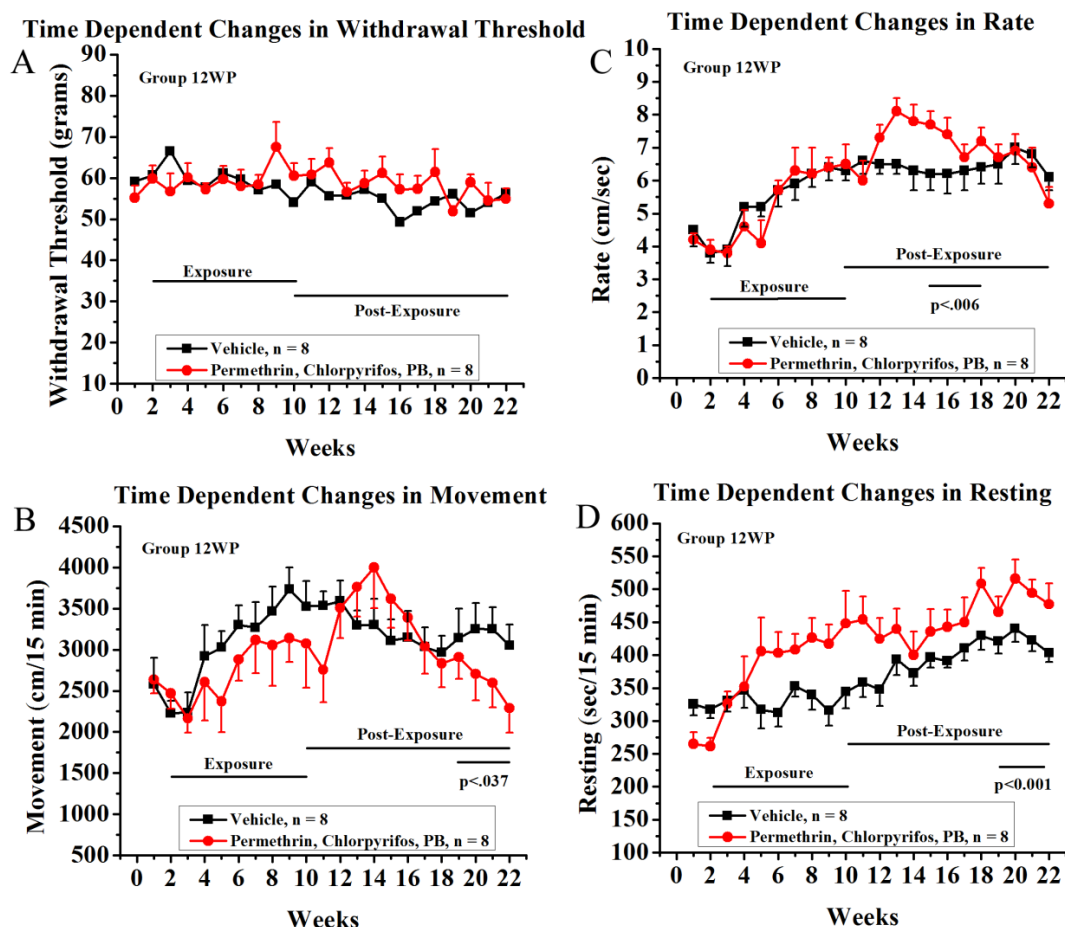 Time Dependent Changes in Withdrawal Threshold
A
Group 12WP
Withdrawal Threshold (grams)
90
80
70
60
50
40
30
20
10
Exposure
Post-Exposure
Vehicle, n = 8
Permethrin, Chlorpyrifos, PB, n = 8
0 2 4 6 8 10 12 14 16 18 20 22
Weeks
Time Dependent Changes in Rate
C
Group 12WP
Rate (cm/sec)
10
9
8
7
6
5
4
3
2
1
0
Post-Exposure
Exposure
p<.006
Vehicle, n = 8
Permethrin, Chlorpyrifos, PB, n = 8
0 2 4 6 8 10 12 14 16 18 20 22
Weeks
Time Dependent Changes in Movement
B
Group 12WP
Movement (cm/15 min)
4500
4000
3500
3000
2500
2000
1500
1000
500
Post-Exposure
Exposure
p<.037
Vehicle, n = 8
Permethrin, Chlorpyrifos, PB, n = 8
0 2 4 6 8 10 12 14 16 18 20 22
Weeks
Time Dependent Changes in Resting
D
Group 12WP
Resting (sec/15 min)
600
550
500
450
400
350
300
250
200
150
100
Post-Exposure
Exposure
p<0.001
Vehicle, n = 8
Permethrin, Chlorpyrifos, PB, n = 8
0 2 4 6 8 10 12 14 16 18 20 22
Weeks